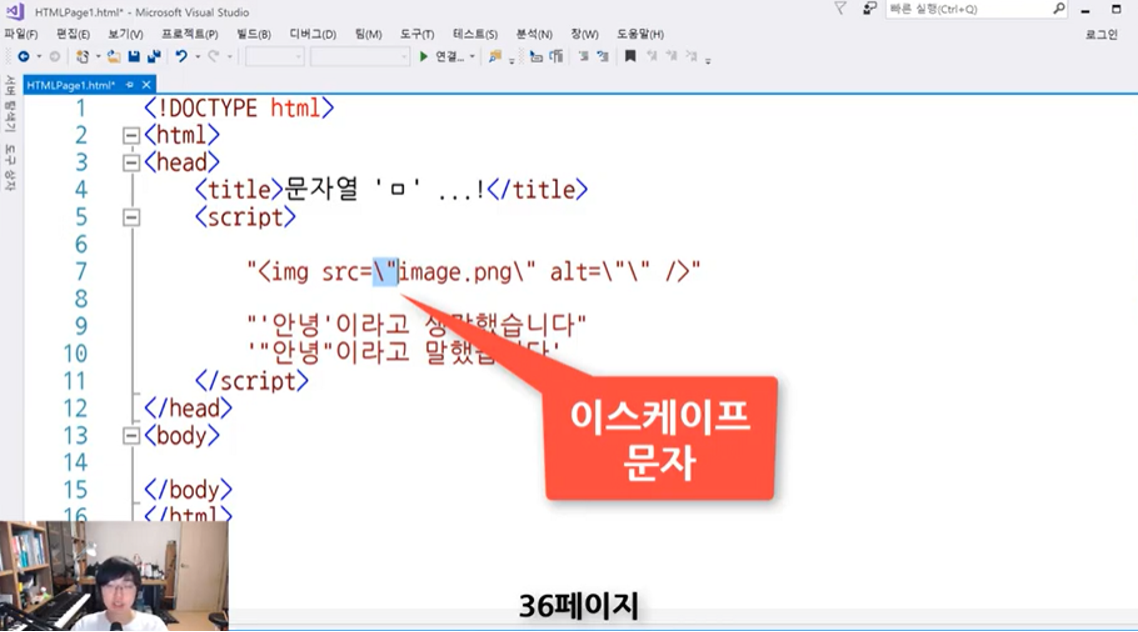 HTMLPage1.html* - Microsoft Visual Studio
빠른 실행(Ctrl+Q)
파일(F) 편집(E) 보기(V) 프로젝트(P) 빌드(B) 디버그(D) 팀(M) 도구(T) 테스트(S) 분석(N) 창(W) 도움말(H)
로그인
연결...
HTMLPage1.html*
서버 탐색기
도구 상자
1 <!DOCTYPE html>
2 <html>
3 <head>
4 <title>문자열 'ㅁ' ...!</title>
5 <script>
6
7 "<img src=\"image.png\" alt=\"\" />"
8
9 "'안녕'이라고 했습니다"
10 '"안녕"이라고 말했습니다'
11 </script>
12 </head>
13 <body>
14
15 </body>
16 </html>
이스케이프
문자
36페이지